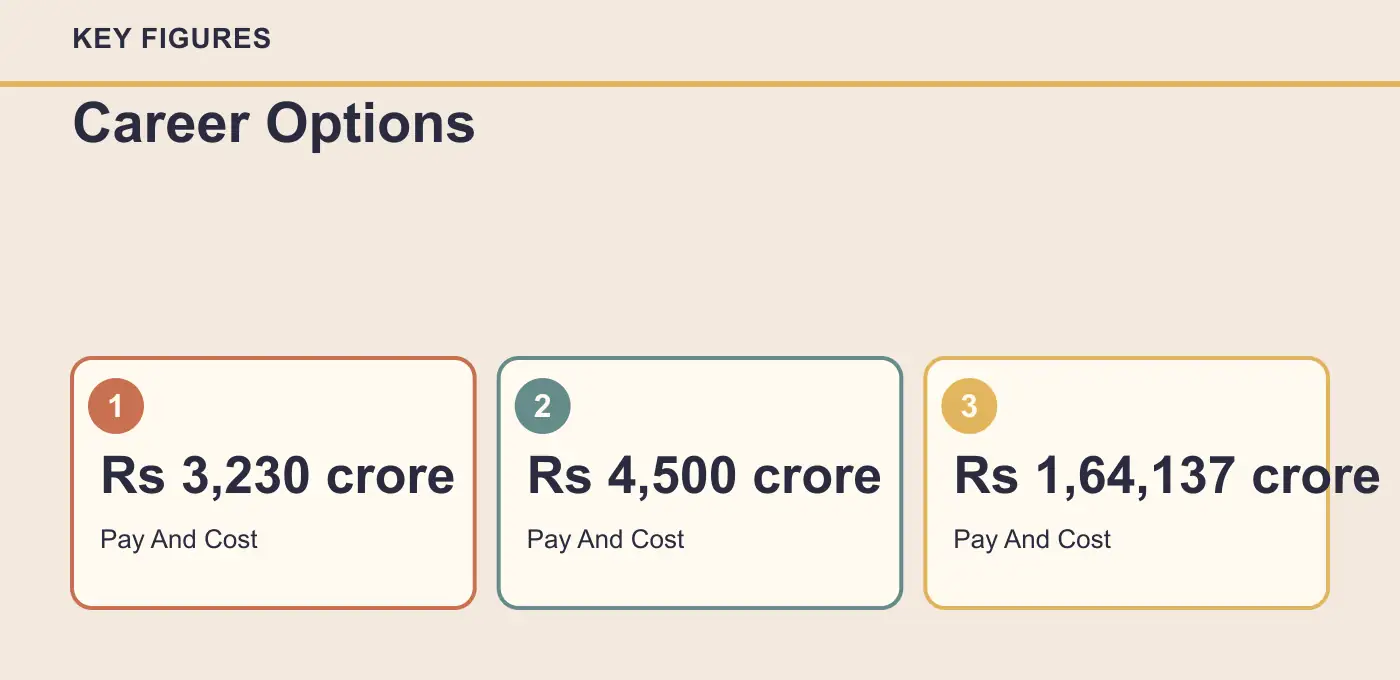 KEY FIGURES
Career Options
1
Rs 3,230 crore
Pay And Cost
2
Rs 4,500 crore
Pay And Cost
3
Rs 1,64,137 crore
Pay And Cost